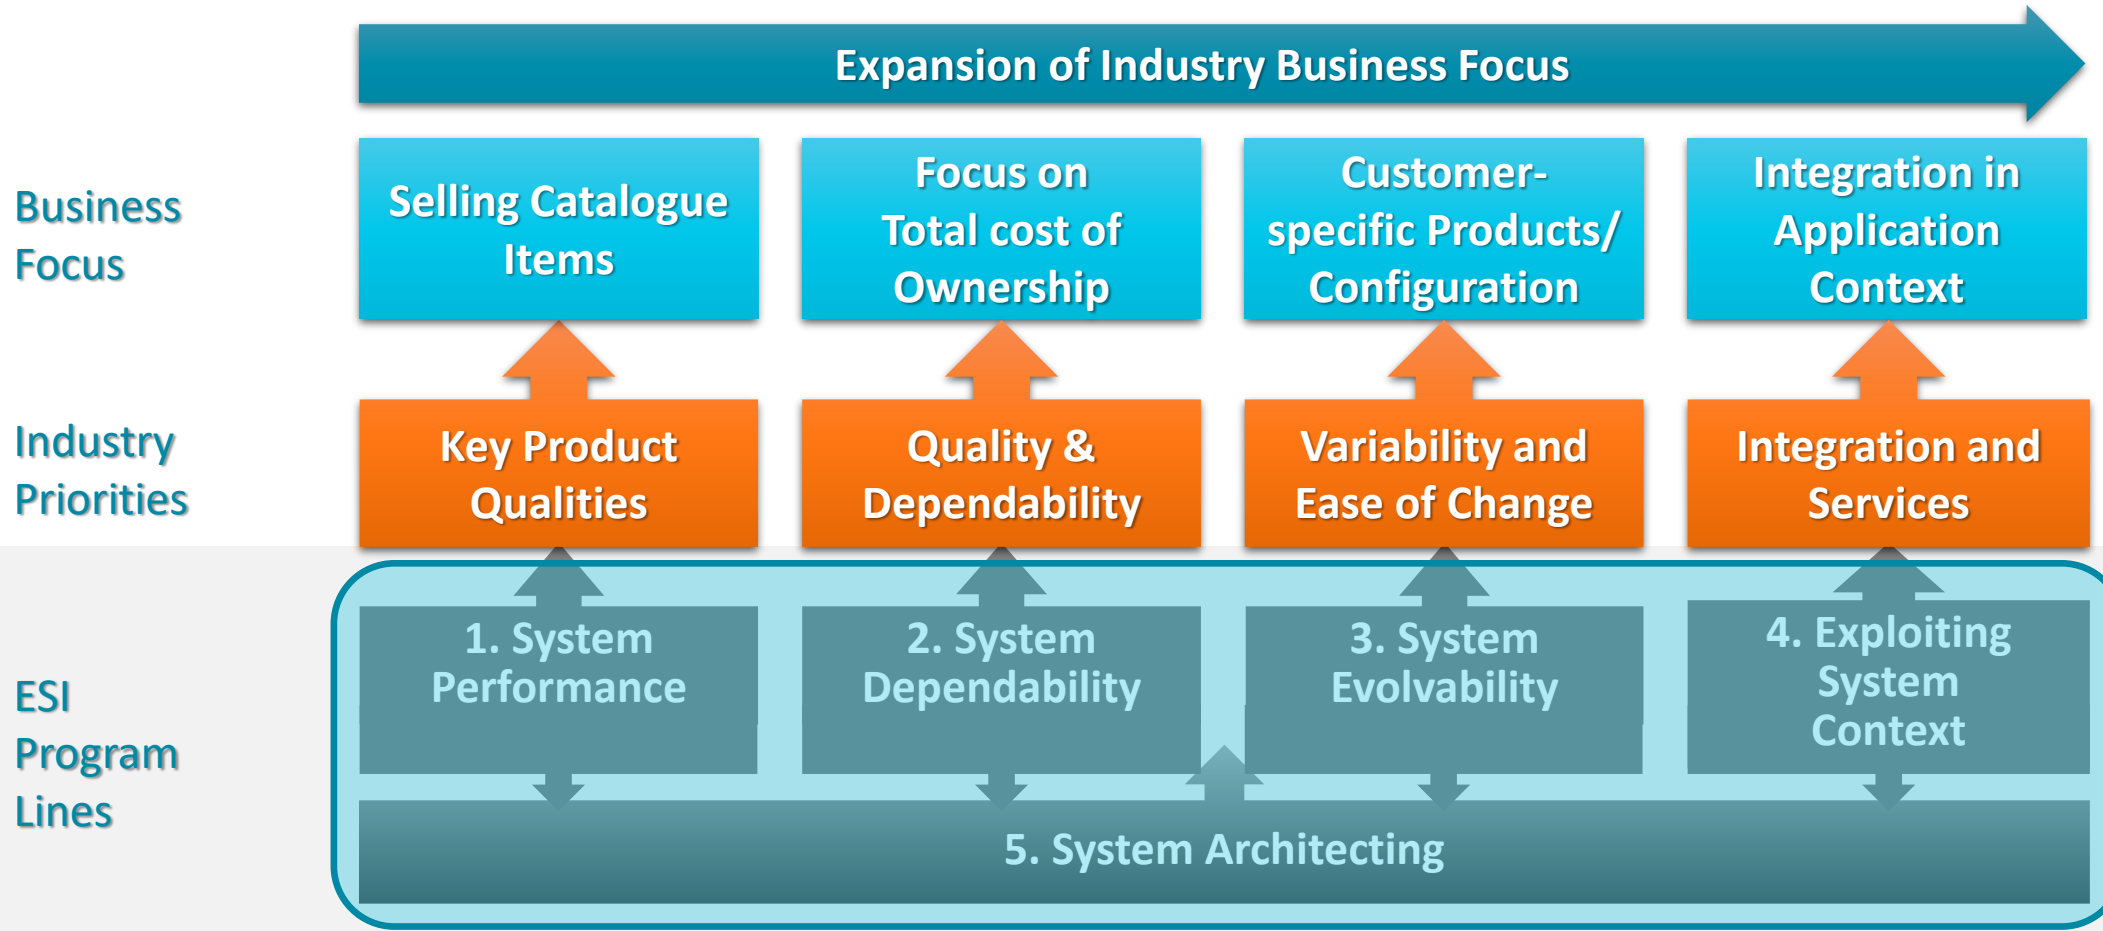 Expansion of Industry Business Focus
Business
Focus
Selling Catalogue
Items
Focus on
Total cost of
Ownership
Customer-
specific Products/
Configuration
Integration in
Application
Context
Industry
Priorities
Key Product
Qualities
Quality &
Dependability
Variability and
Ease of Change
Integration and
Services
ESI
Program
Lines
1. System
Performance
2. System
Dependability
3. System
Evolvability
4. Exploiting
System
Context
5. System Architecting